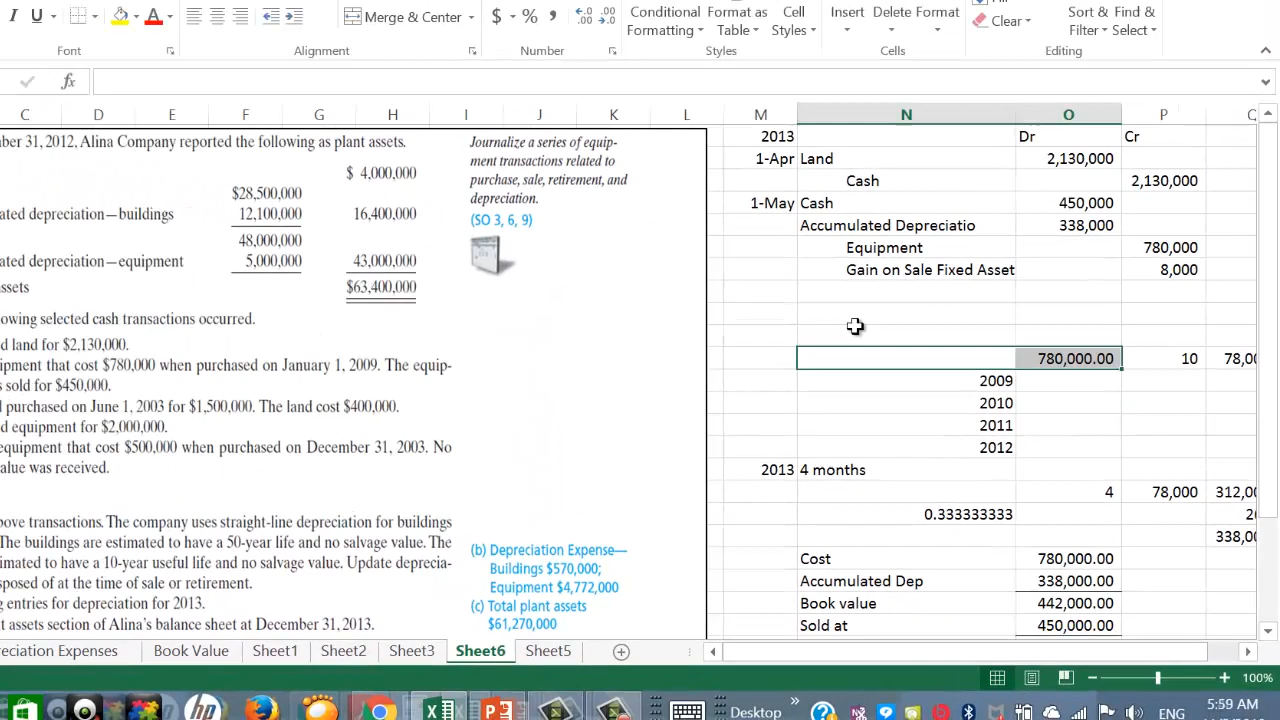 I U $ % ,
Merge & Center
Conditional Format as Cell
Formatting Table Styles
Insert Delete Format
Clear
Sort & Find &
Filter Select
Font Alignment Number Styles Cells Editing
fx
C D E F G H I J K L M N O P
ber 31, 2012, Alina Company reported the following as plant assets.
$ 4,000,000
$28,500,000
ated depreciation—buildings 12,100,000 16,400,000
48,000,000
ated depreciation—equipment 5,000,000 43,000,000
assets $63,400,000
owing selected cash transactions occurred.
d land for $2,130,000.
ipment that cost $780,000 when purchased on January 1, 2009. The equip-
s sold for $450,000.
d purchased on June 1, 2003 for $1,500,000. The land cost $400,000.
d equipment for $2,000,000.
equipment that cost $500,000 when purchased on December 31, 2003. No
alue was received.
ove transactions. The company uses straight-line depreciation for buildings
The buildings are estimated to have a 50-year life and no salvage value. The
imated to have a 10-year useful life and no salvage value. Update deprecia-
sposed of at the time of sale or retirement.
g entries for depreciation for 2013.
t assets section of Alina's balance sheet at December 31, 2013.
Journalize a series of equip-
ment transactions related to
purchase, sale, retirement, and
depreciation.
(SO 3, 6, 9)
(b) Depreciation Expense—
Buildings $570,000;
Equipment $4,772,000
(c) Total plant assets
$61,270,000
2013 Dr Cr
1-Apr Land 2,130,000
Cash 2,130,000
1-May Cash 450,000
Accumulated Depreciatio 338,000
Equipment 780,000
Gain on Sale Fixed Asset 8,000
780,000.00 10 78,0
2009
2010
2011
2012
2013 4 months
4 78,000 312,0
0.333333333
338,0
Cost 780,000.00
Accumulated Dep 338,000.00
Book value 442,000.00
Sold at 450,000.00
eciation Expenses Book Value Sheet1 Sheet2 Sheet3 Sheet6 Sheet5
100%
Desktop
ENG
5:59 AM